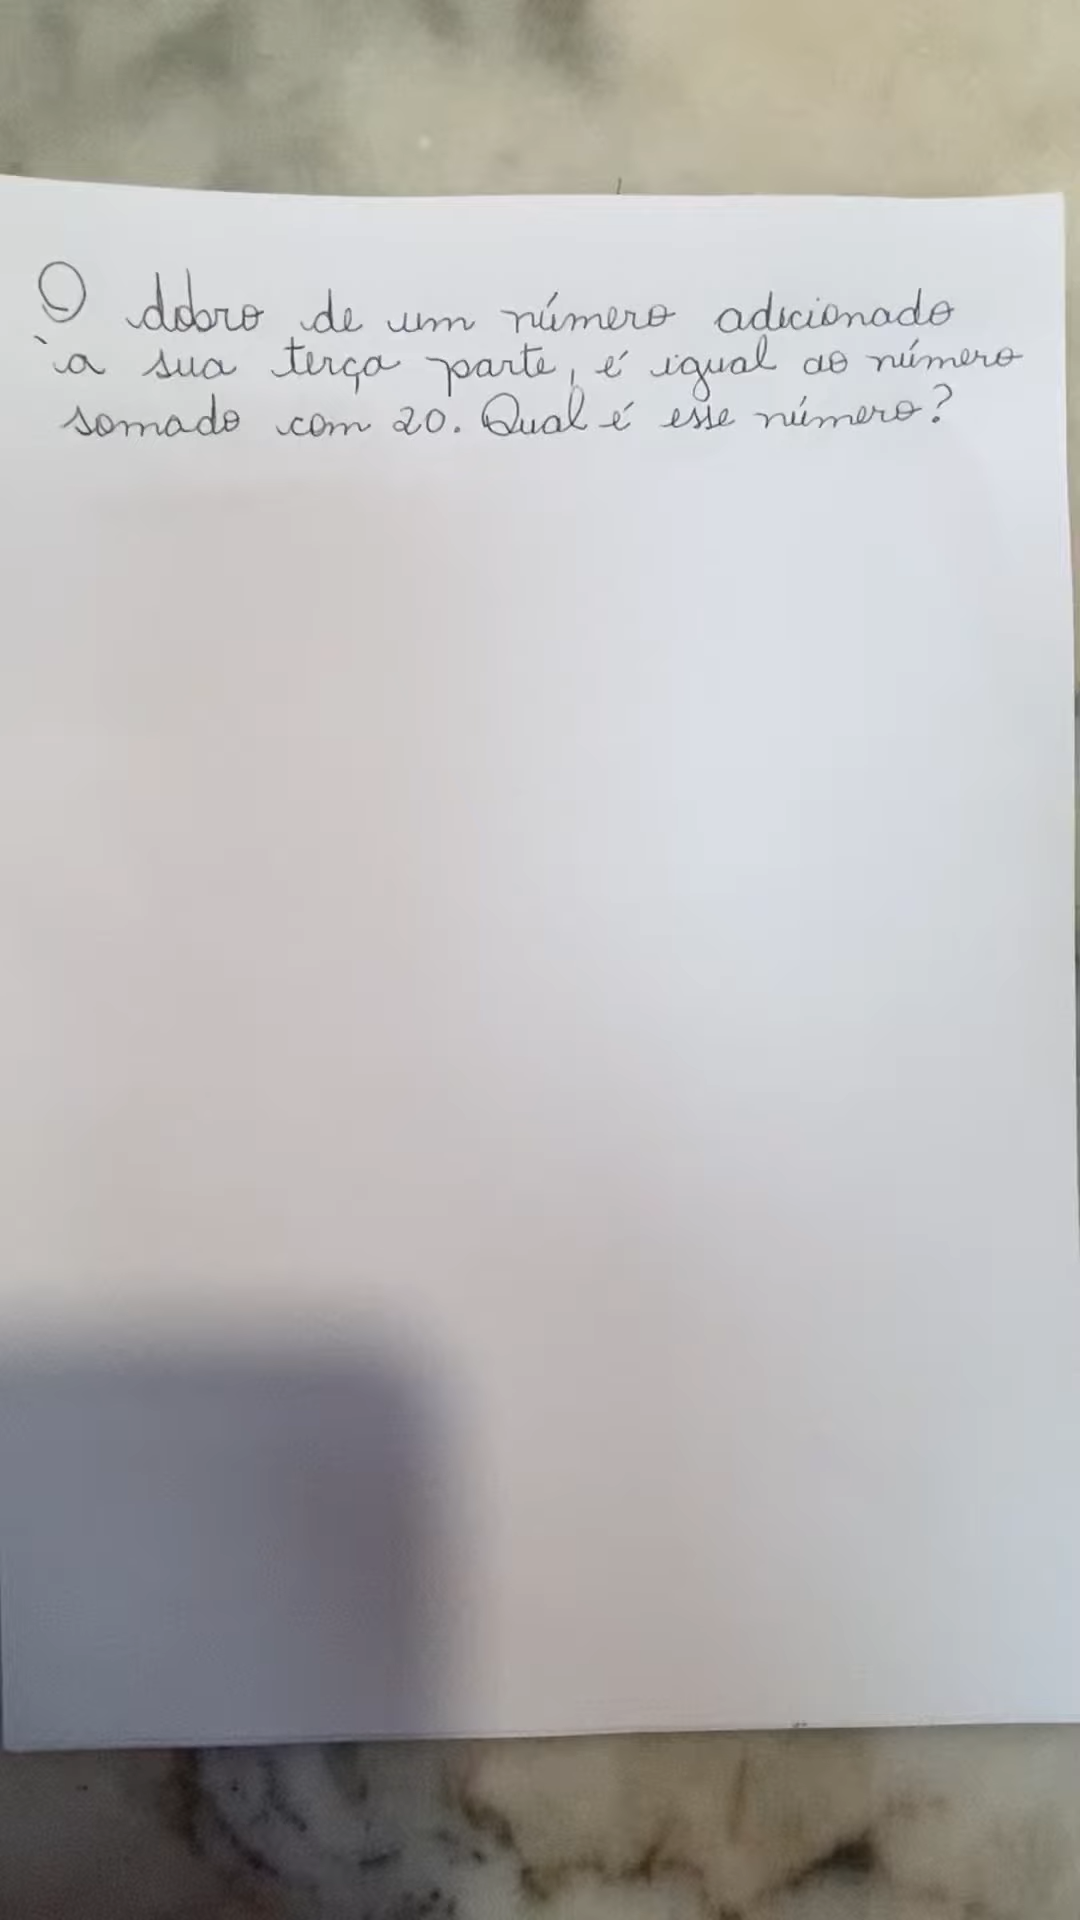 O dobro de um número adicionado
à sua terça parte, é igual ao número
somado com 20. Qual é esse número?